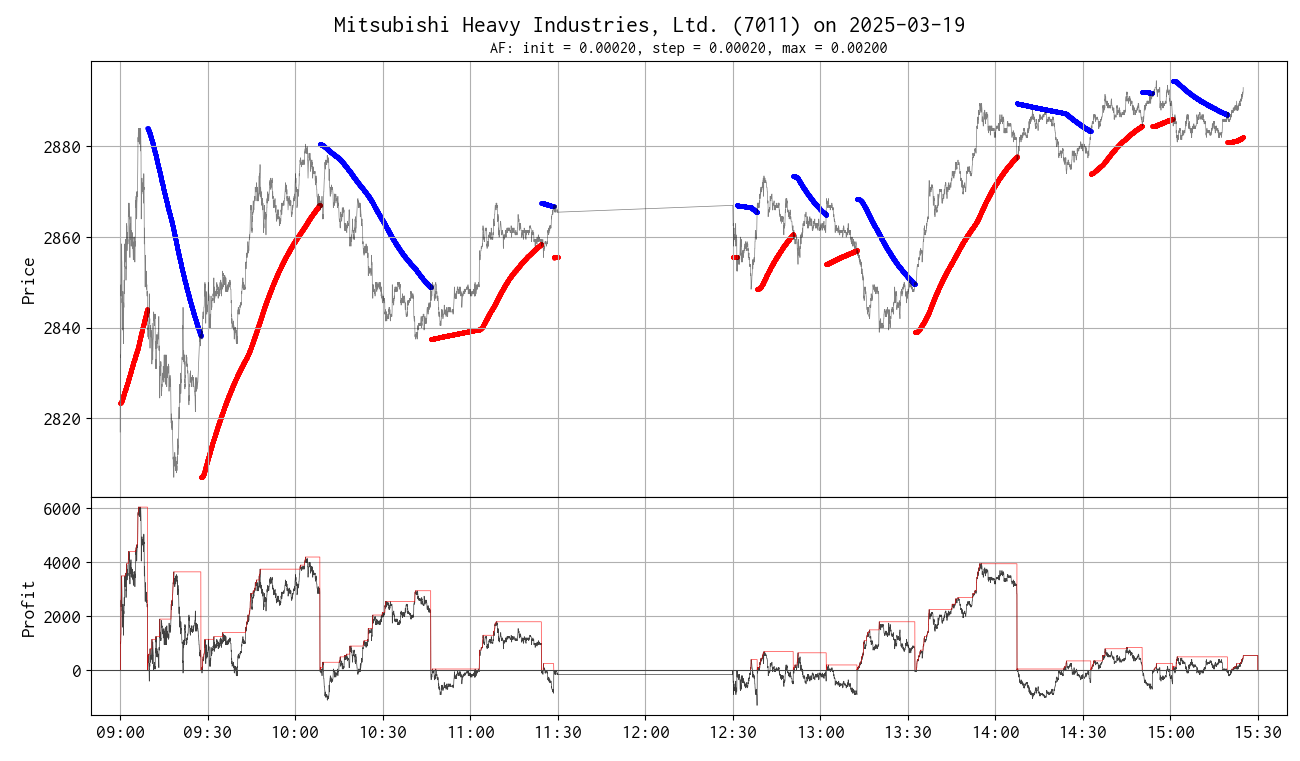 Mitsubishi Heavy Industries, Ltd. (7011) on 2025-03-19
AF: init = 0.00020, step = 0.00020, max = 0.00200
Price
2880
2860
2840
2820
Profit
6000
4000
2000
0
09:00 09:30 10:00 10:30 11:00 11:30 12:00 12:30 13:00 13:30 14:00 14:30 15:00 15:30